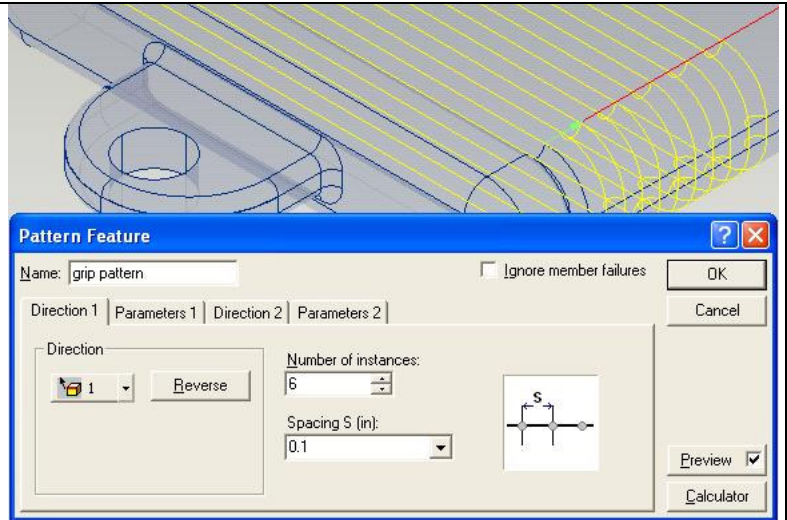 Pattern Feature
Name: grip pattern
Ignore member failures
OK
Direction 1 Parameters 1 Direction 2 Parameters 2
Cancel
Direction
1 Reverse
Number of instances:
6
Spacing S (in):
0.1
S
Preview
Calculator